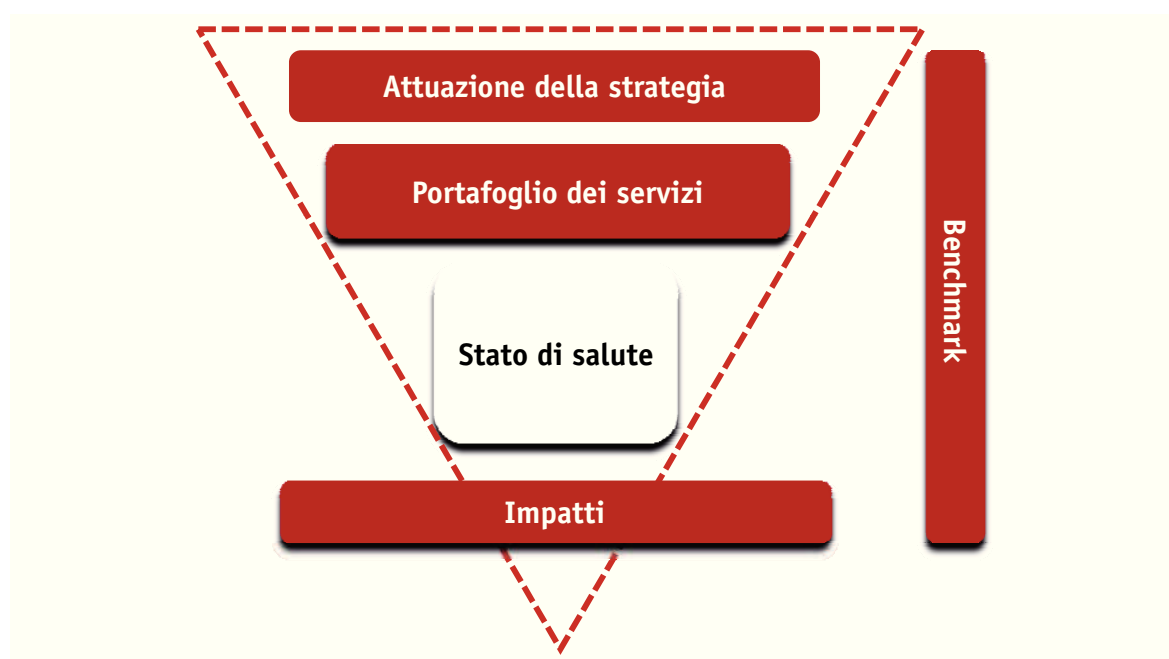 Attuazione della strategia
Portafoglio dei servizi
Stato di salute
Impatti
Benchmark